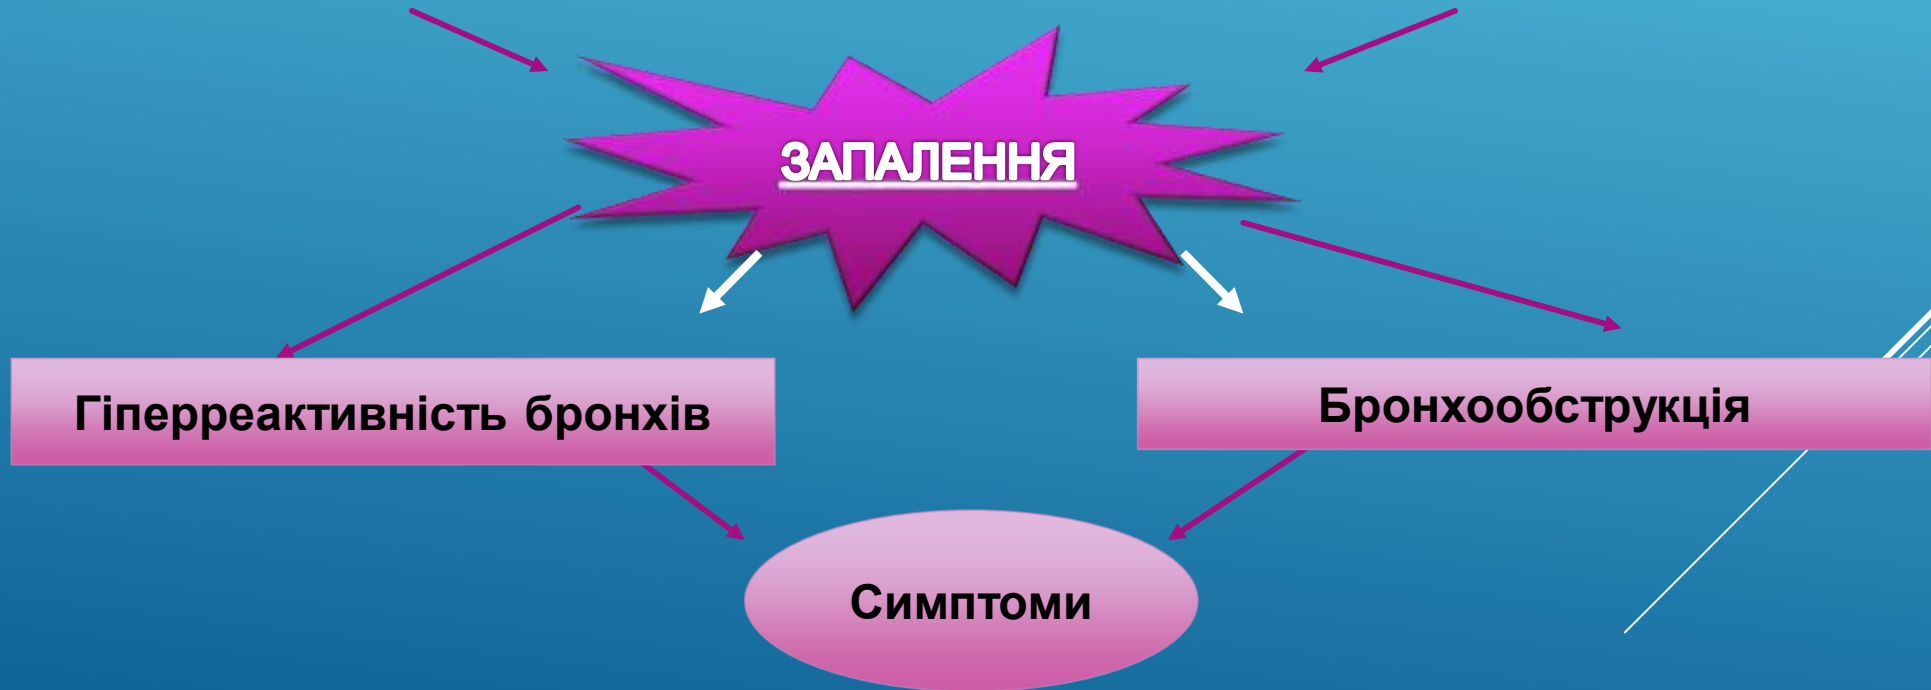 ЗАПАЛЕННЯ
Гіперреактивність бронхів
Бронхообструкція
Симптоми